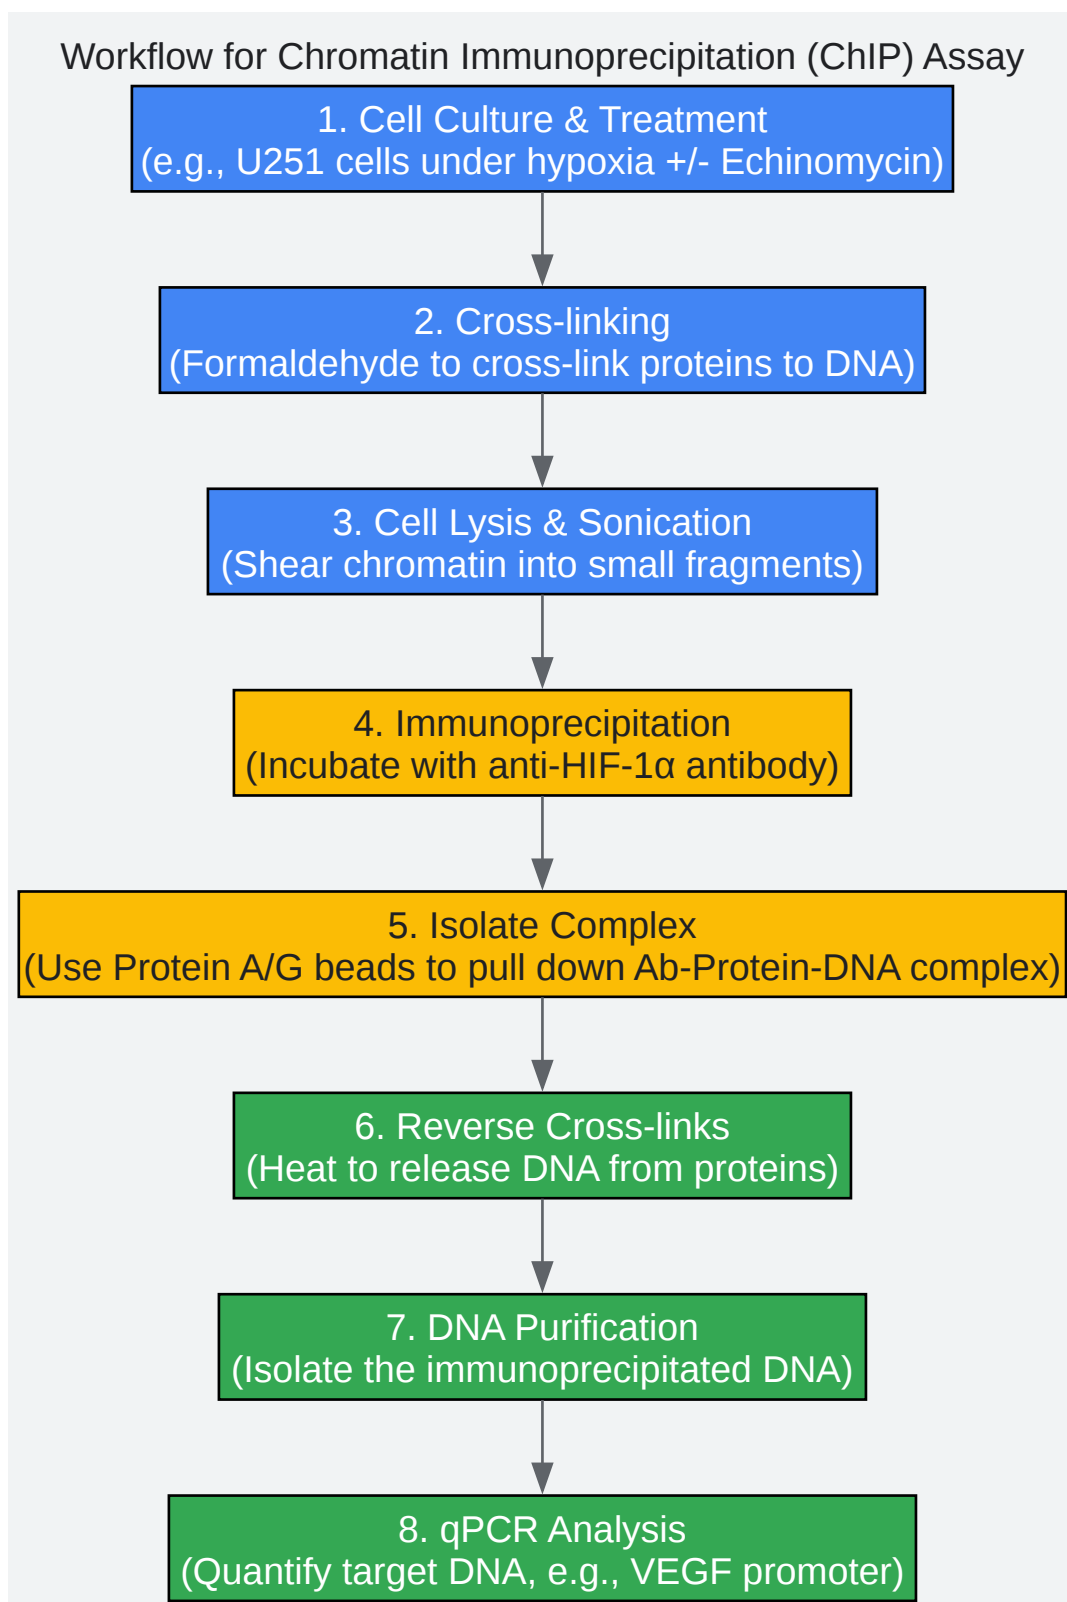 Workflow for Chromatin Immunoprecipitation (ChIP) Assay
1. Cell Culture & Treatment
(e.g., U251 cells under hypoxia +/- Echinomycin)
2. Cross-linking
(Formaldehyde to cross-link proteins to DNA)
3. Cell Lysis & Sonication
(Shear chromatin into small fragments)
4. Immunoprecipitation
(Incubate with anti-HIF-1α antibody)
5. Isolate Complex
(Use Protein A/G beads to pull down Ab-Protein-DNA complex)
6. Reverse Cross-links
(Heat to release DNA from proteins)
7. DNA Purification
(Isolate the immunoprecipitated DNA)
8. qPCR Analysis
(Quantify target DNA, e.g., VEGF promoter)